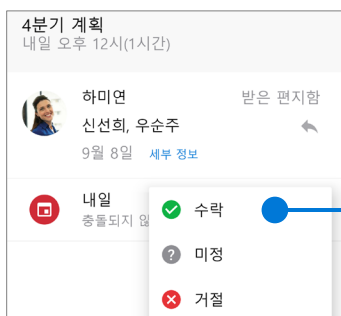 4분기 계획
내일 오후 12시(1시간)
하미연 받은 편지함
신선희, 우순주
9월 8일 세부 정보
내일
충돌되지 않
수락
미정
거절